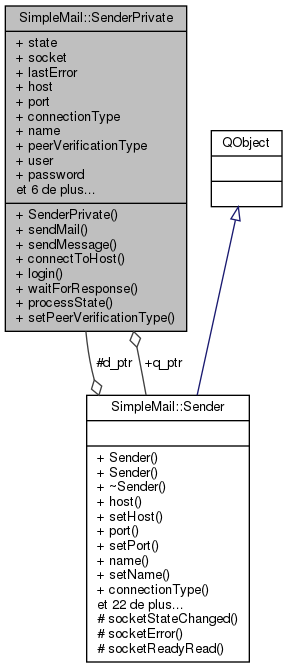 SimpleMail::SenderPrivate
+ state
+ socket
+ lastError
+ host
+ port
+ connectionType
+ name
+ peerVerificationType
+ user
+ password
et 6 de plus...
+ SenderPrivate()
+ sendMail()
+ sendMessage()
+ connectToHost()
+ login()
+ waitForResponse()
+ processState()
+ setPeerVerificationType()
QObject
#d_ptr
+q_ptr
SimpleMail::Sender
+ Sender()
+ Sender()
+ ~Sender()
+ host()
+ setHost()
+ port()
+ setPort()
+ name()
+ setName()
+ connectionType()
et 22 de plus...
# socketStateChanged()
# socketError()
# socketReadyRead()